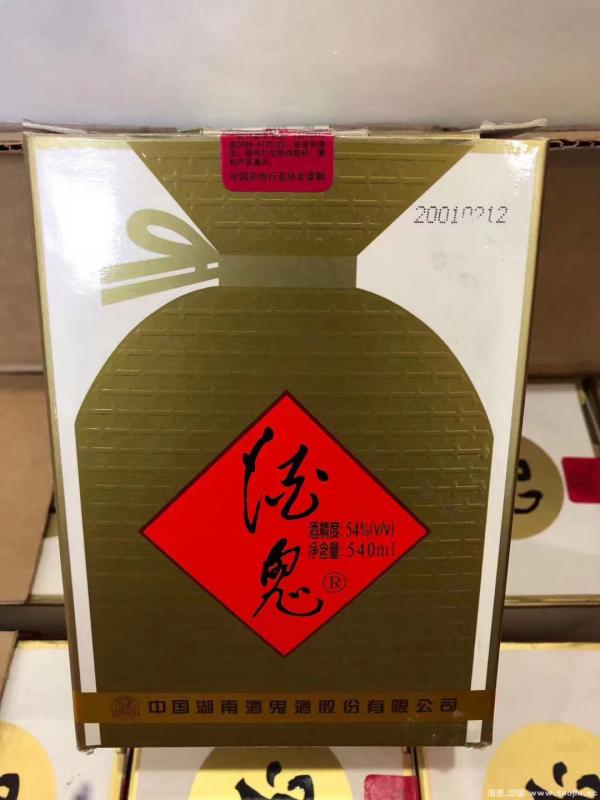 中国防伪行业协会监制
酒鬼
酒精度: 54%(v/v)
净含量: 540ml
®
中国湖南酒鬼酒股份有限公司